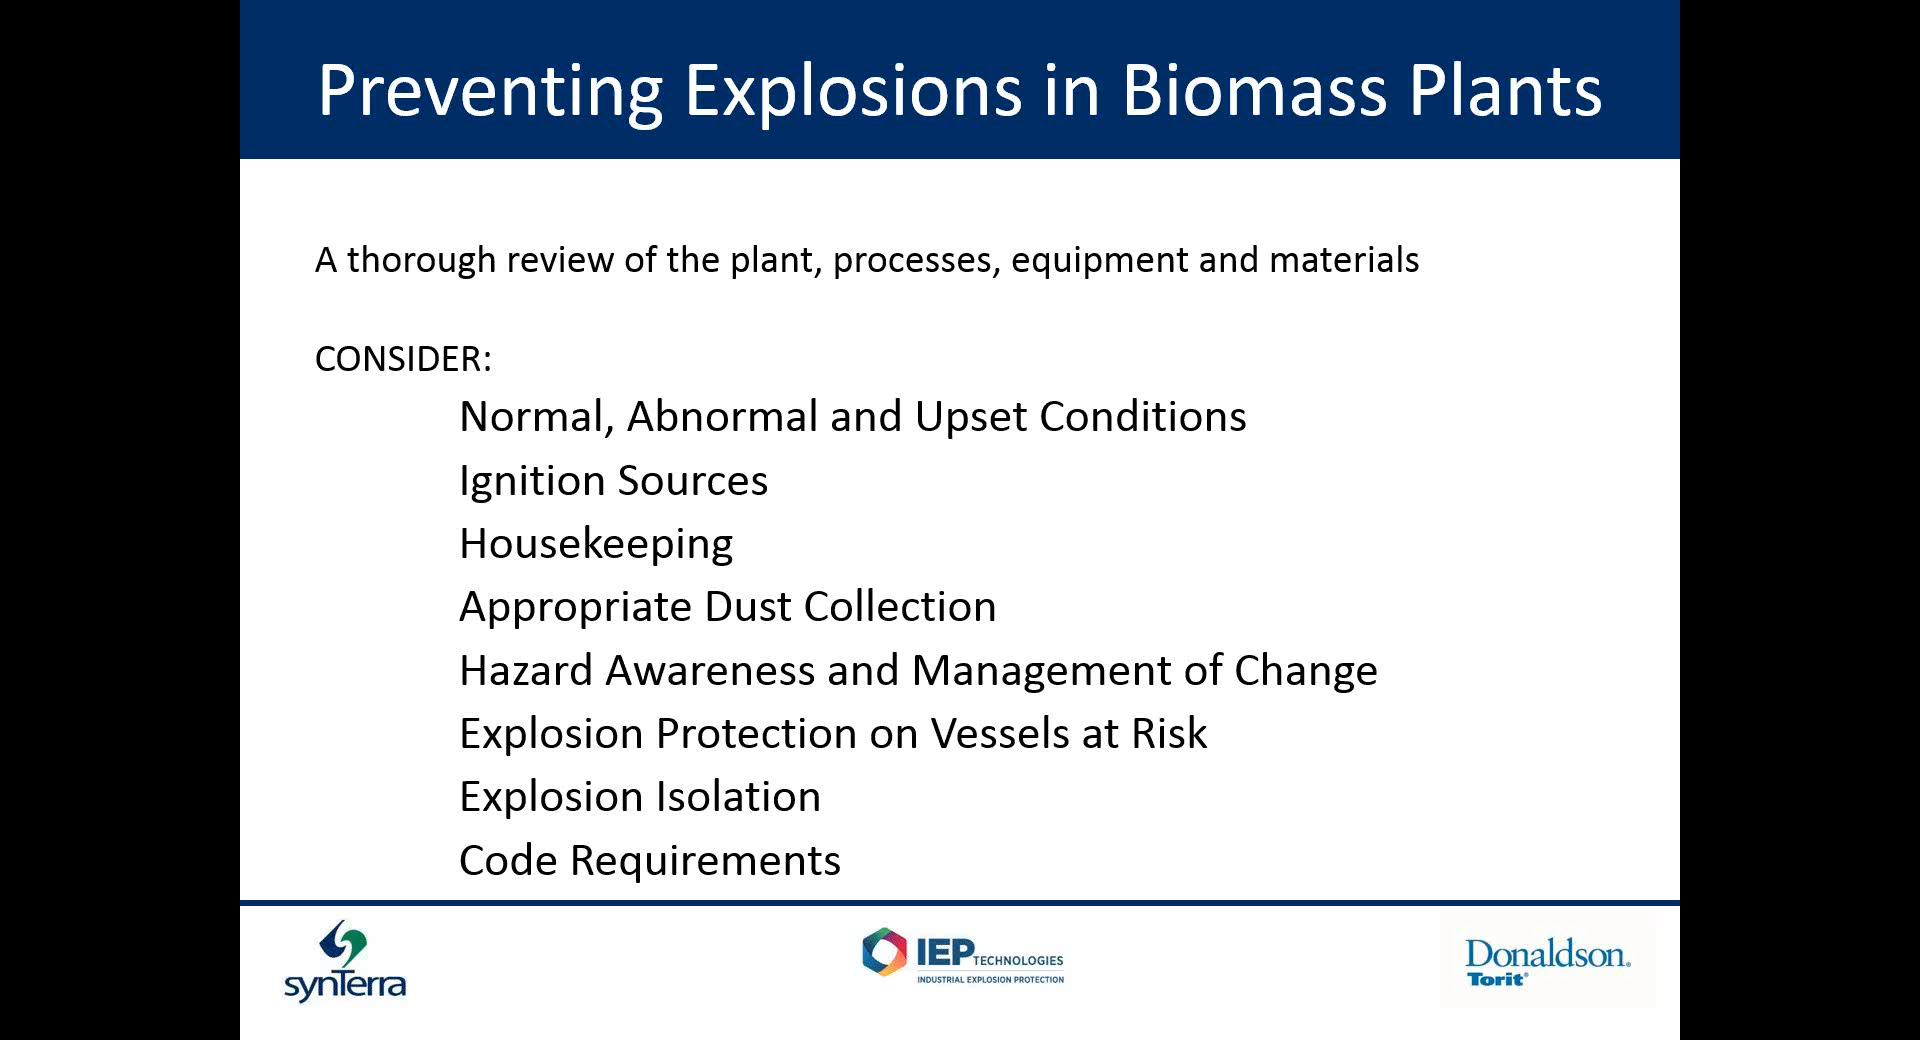 Preventing Explosions in Biomass Plants
A thorough review of the plant, processes, equipment and materials
CONSIDER:
Normal, Abnormal and Upset Conditions
Ignition Sources
Housekeeping
Appropriate Dust Collection
Hazard Awareness and Management of Change
Explosion Protection on Vessels at Risk
Explosion Isolation
Code Requirements
synTerra
IEP TECHNOLOGIES
INDUSTRIAL EXPLOSION PROTECTION
Donaldson®
Torit®